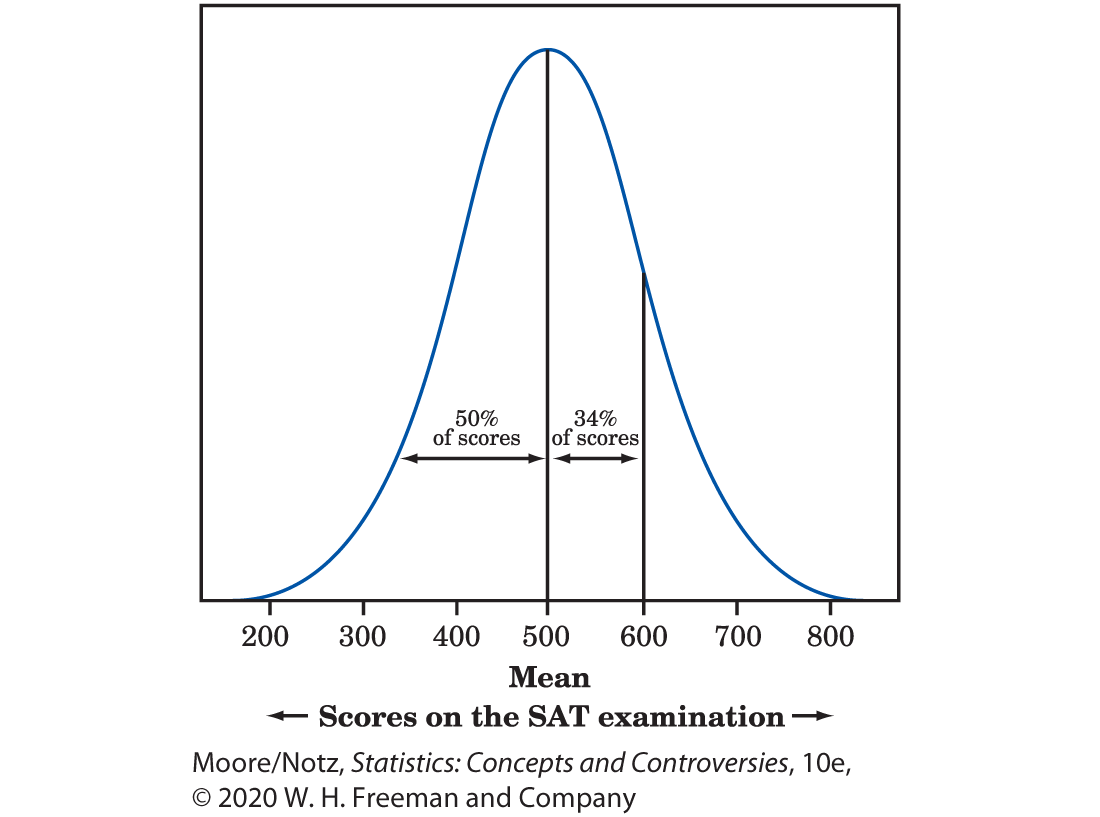 50%
of scores
34%
of scores
200 300 400 500 600 700 800
Mean
Scores on the SAT examination
Moore/Notz, Statistics: Concepts and Controversies, 10e,
© 2020 W. H. Freeman and Company